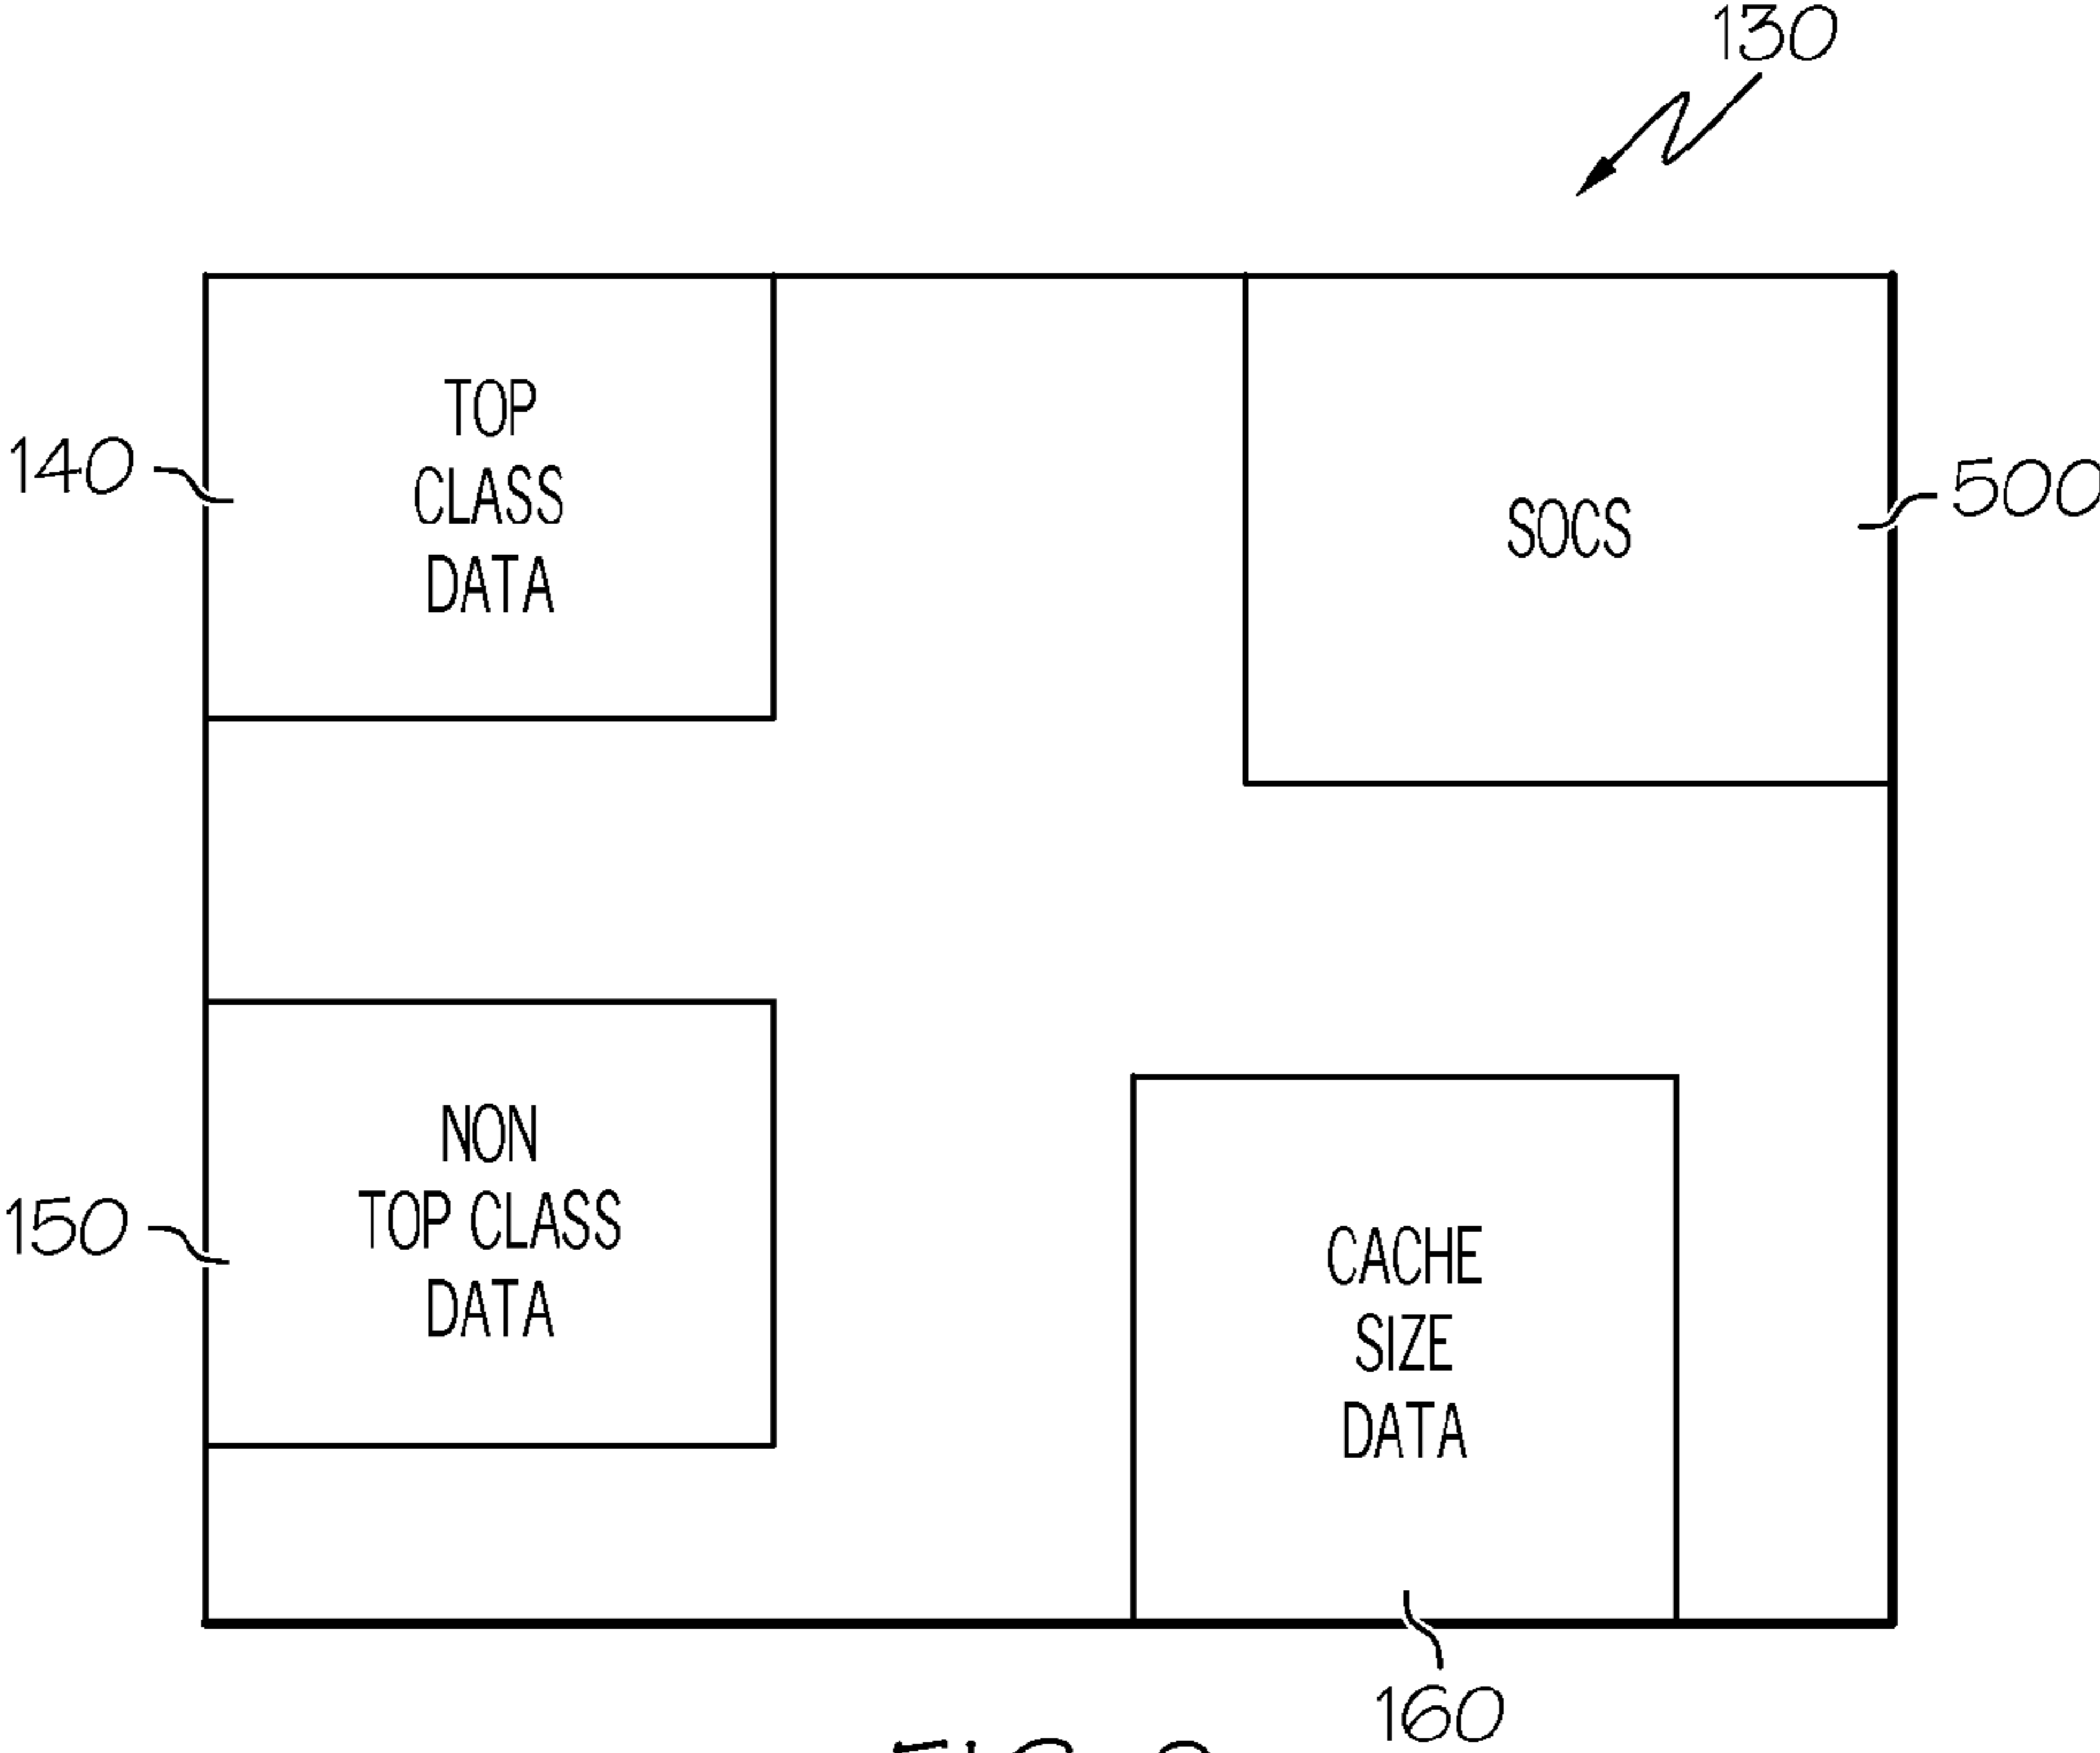 130
TOP
CLASS
DATA
140
SOCS
500
NON
TOP CLASS
DATA
150
CACHE
SIZE
DATA
160